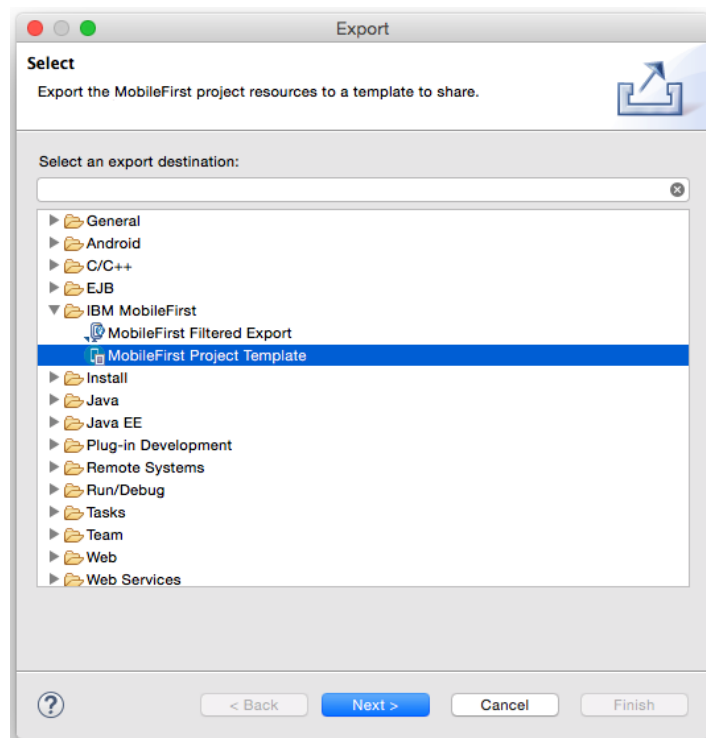 Export
Select
Export the MobileFirst project resources to a template to share.
Select an export destination:
General
Android
C/C++
EJB
IBM MobileFirst
MobileFirst Filtered Export
MobileFirst Project Template
Install
Java
Java EE
Plug-in Development
Remote Systems
Run/Debug
Tasks
Team
Web
Web Services
? < Back Next > Cancel Finish